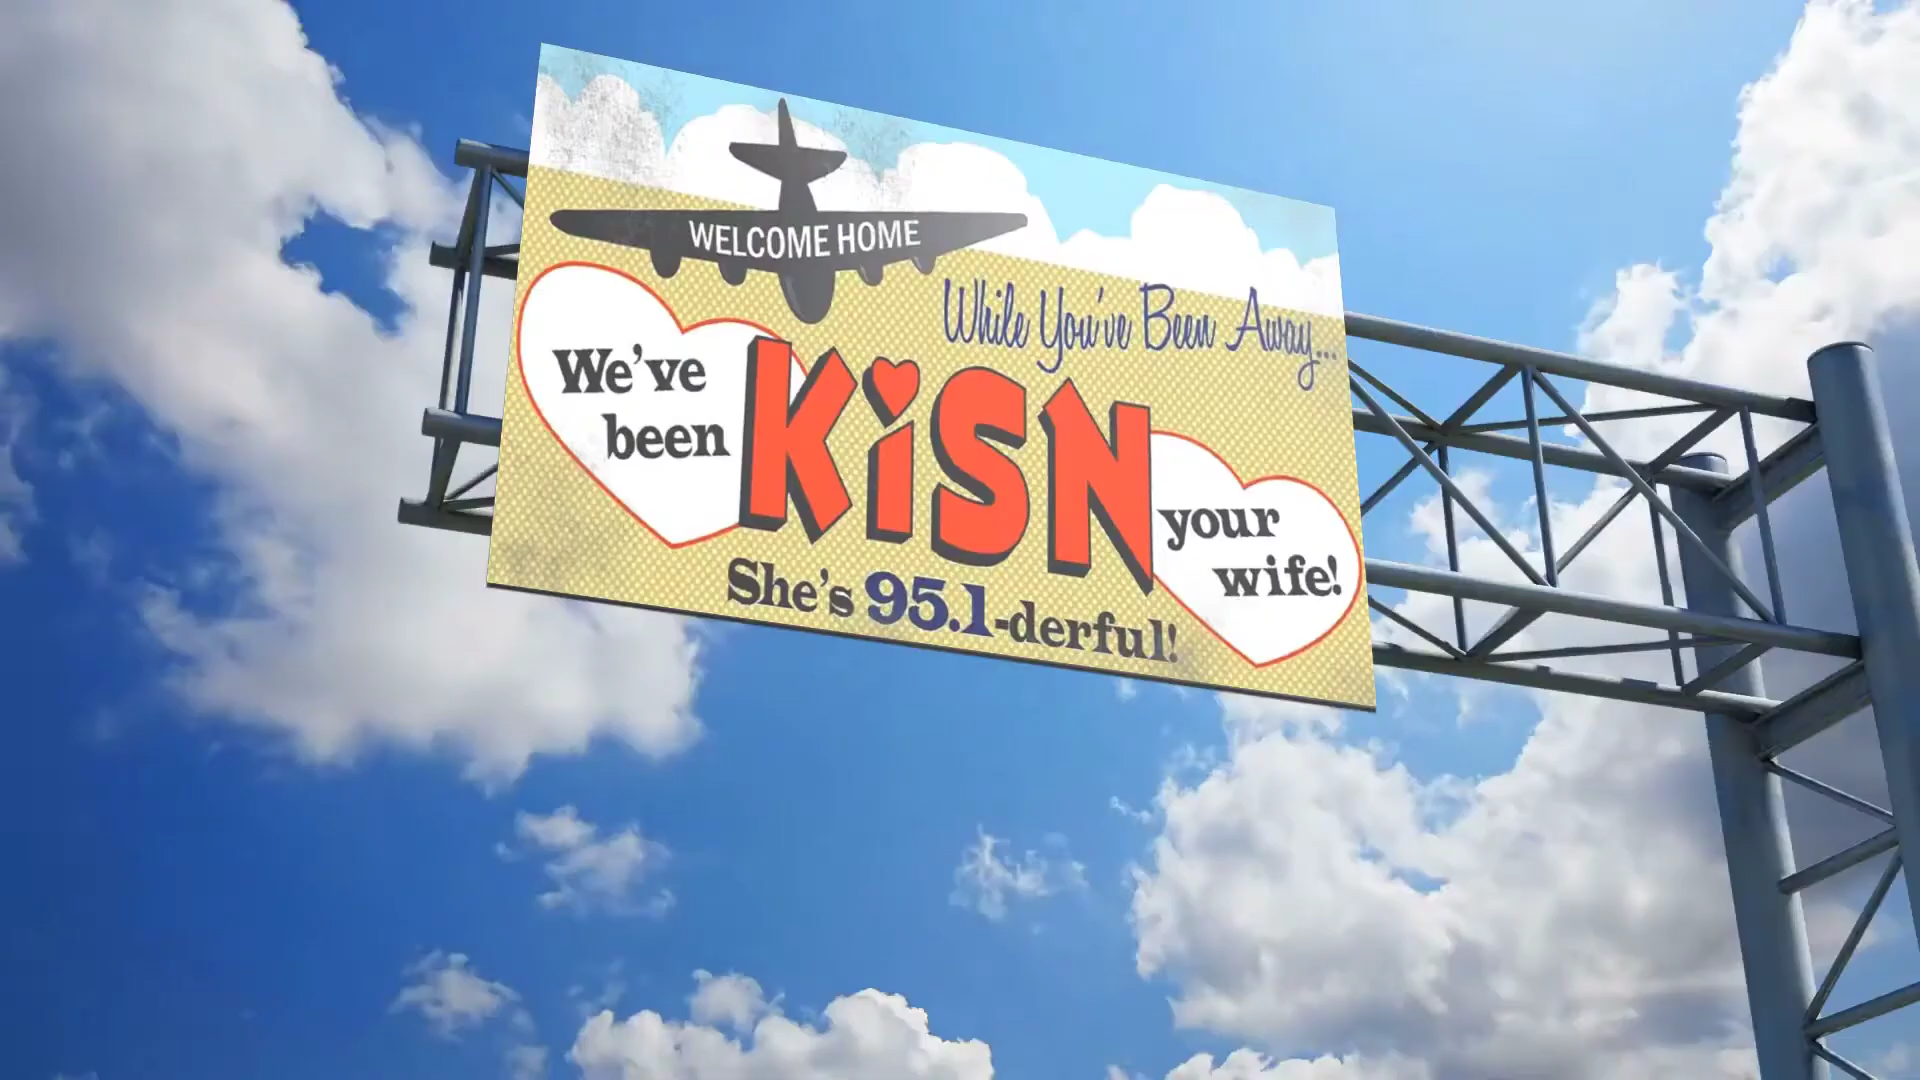 WELCOME HOME
While You've Been Away...
We've
been
KiSN
your
wife!
She's 95.1-derful!